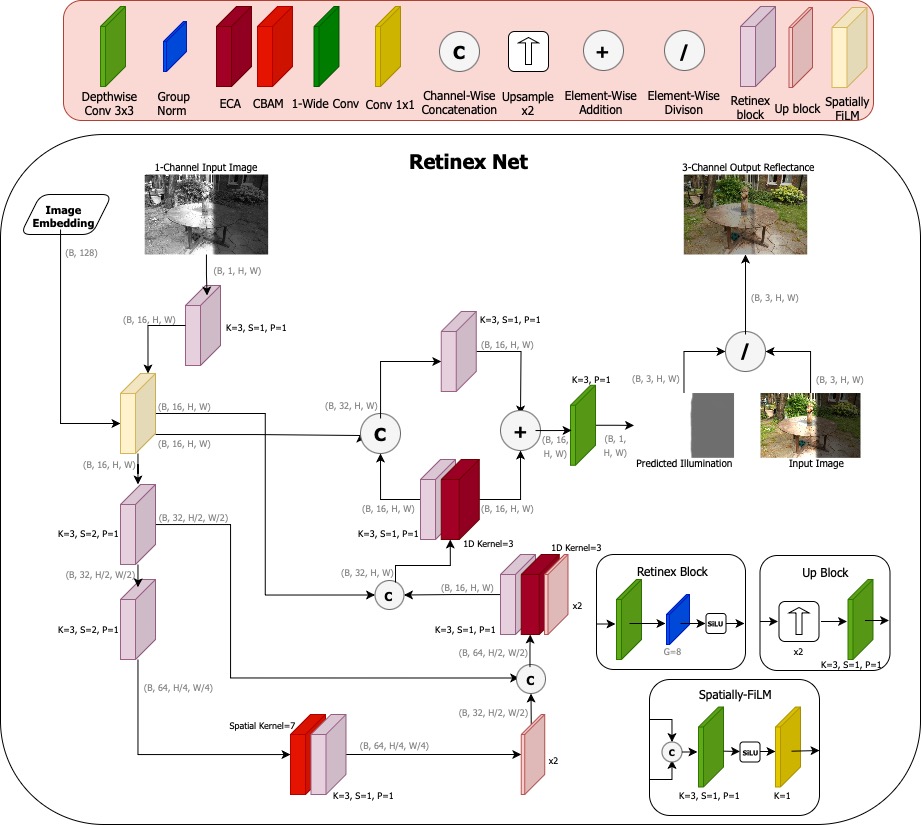 C
+
/
Depthwise
Conv 3x3
Group
Norm
ECA
CBAM
1-Wide Conv
Conv 1x1
Channel-Wise
Concatenation
Upsample
x2
Element-Wise
Addition
Element-Wise
Divison
Retinex
block
Up block
Spatially
FiLM
Retinex Net
1-Channel Input Image
3-Channel Output Reflectance
Image
Embedding
(B, 128)
(B, 1, H, W)
(B, 3, H, W)
(B, 16, H, W)
K=3, S=1, P=1
K=3, S=1, P=1
(B, 16, H, W)
/
K=3, P=1
(B, 3, H, W)
(B, 3, H, W)
(B, 16, H, W)
(B, 32, H, W)
C
+
(B, 16, H, W)
(B, 16,
H, W)
(B, 1,
H, W)
(B, 16, H, W)
Predicted Illumination
Input Image
(B, 16, H, W)
(B, 16, H, W)
K=3, S=2, P=1
(B, 32, H/2, W/2)
K=3, S=1, P=1
1D Kernel=3
1D Kernel=3
(B, 32, H/2, W/2)
(B, 32, H, W)
(B, 16, H, W)
C
x2
K=3, S=2, P=1
K=3, S=1, P=1
(B, 64, H/2, W/2)
C
(B, 64, H/4, W/4)
(B, 32, H/2, W/2)
Spatial Kernel=7
(B, 64, H/4, W/4)
x2
K=3, S=1, P=1
Retinex Block
SiLU
G=8
Up Block
x2
K=3, S=1, P=1
Spatially-FiLM
C
SiLU
K=3, S=1, P=1
K=1